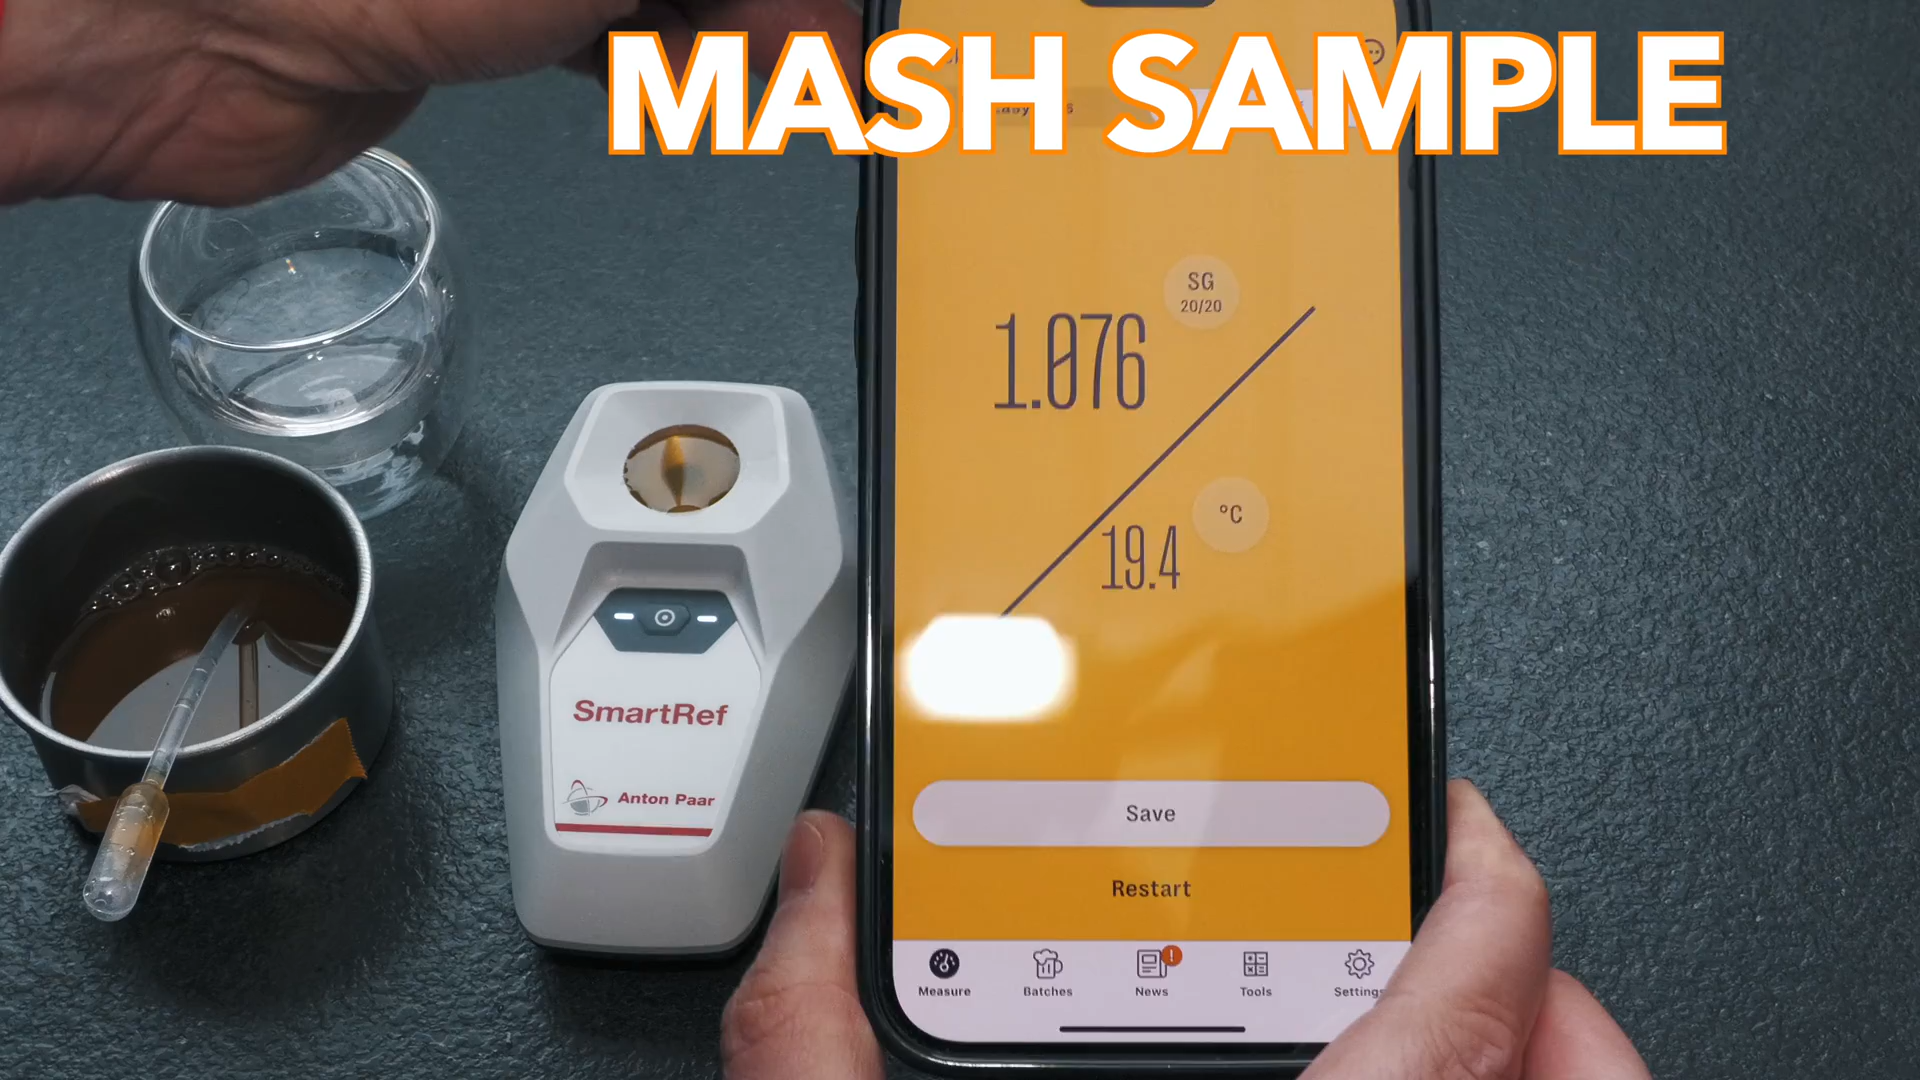 MASH SAMPLE
SG
20/20
1.076
°C
19.4
SmartRef
Anton Paar
Save
Restart
!
Measure
Batches
News
Tools
Settings